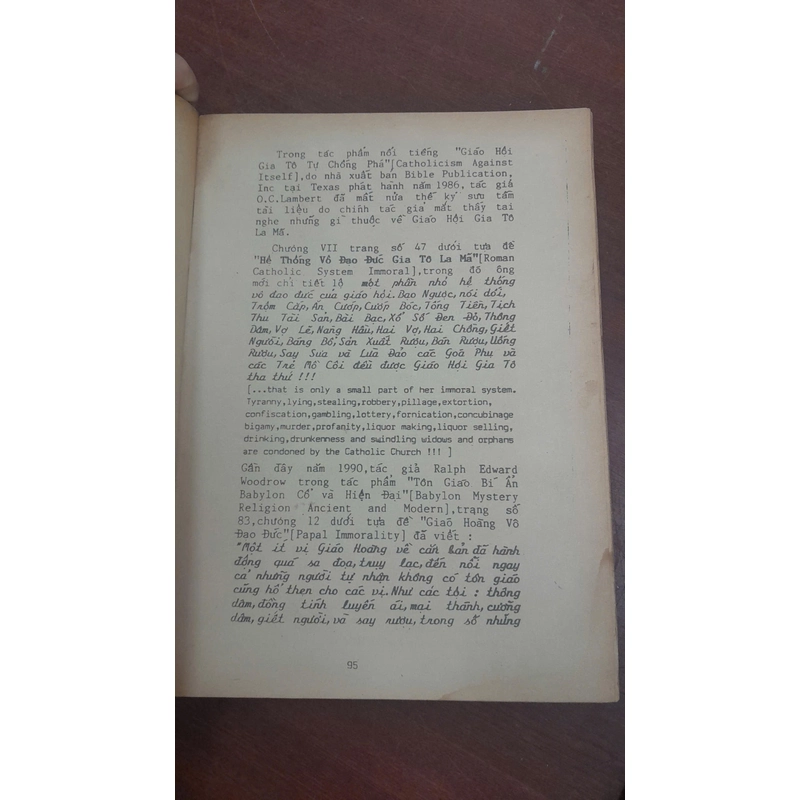 Trong tác phẩm nổi tiếng "Giáo Hội
Gia Tô Tự Chống Phá"[Catholicism Against
Itself],do nhà xuất bản Bible Publication,
Inc tại Texas phát hành năm 1986, tác giả
O.C.Lambert đã mất nửa thế kỷ sưu tầm
tài liệu do chính tác giả mắt thấy tai
nghe những gì thuộc về Giáo Hội Gia Tô
La Mã.
Chương VII trang số 47 dưới tựa đề
"Hệ Thống Vô Đạo Đức Gia Tô La Mã"[Roman
Catholic System Immoral],trong đó ông
mới chỉ tiết lộ một phần nhỏ hệ thống
vô đạo đức của giáo hội.Bạo Ngược,nói dối,
Trộm Cắp,Ăn Cướp,Cướp Bóc,Tống Tiền,Tịch
Thu Tài Sản,Bài Bạc,Xổ Số Đen Đỏ,Thông
Dâm,Vợ Lẽ,Nàng Hầu,Hai Vợ,Hai Chồng,Giết
Người,Báng Bổ,Sản Xuất Rượu,Bán Rượu,Uống
Rượu,Say Sưa và Lừa Đảo các Goá Phụ và
các Trẻ Mồ Côi đều được Giáo Hội Gia Tô
tha thứ !!!
[...that is only a small part of her immoral system.
Tyranny,lying,stealing,robbery,pillage,extortion,
confiscation,gambling,lottery,fornication,concubinage
bigamy,murder,profanity,liquor making,liquor selling,
drinking,drunkenness and swindling widows and orphans
are condoned by the Catholic Church !!! ]
Gần đây năm 1990,tác giả Ralph Edward
Woodrow trong tác phẩm "Tôn Giáo Bí Ẩn
Babylon Cổ và Hiện Đại"[Babylon Mystery
Religion Ancient and Modern],trang số
83,chương 12 dưới tựa đề "Giáo Hoàng Vô
Đạo Đức"[Papal Immorality] đã viết :
"Một ít vị Giáo Hoàng về căn bản đã hành
động quá sa đoạ,truỵ lạc,đến nỗi ngay
cả những người tự nhận không có tôn giáo
cũng hổ thẹn cho các vị.Như các tội : thông
dâm,đồng tính luyến ái,mại thánh,cưỡng
dâm,giết người,và say rượu,trong số những
95